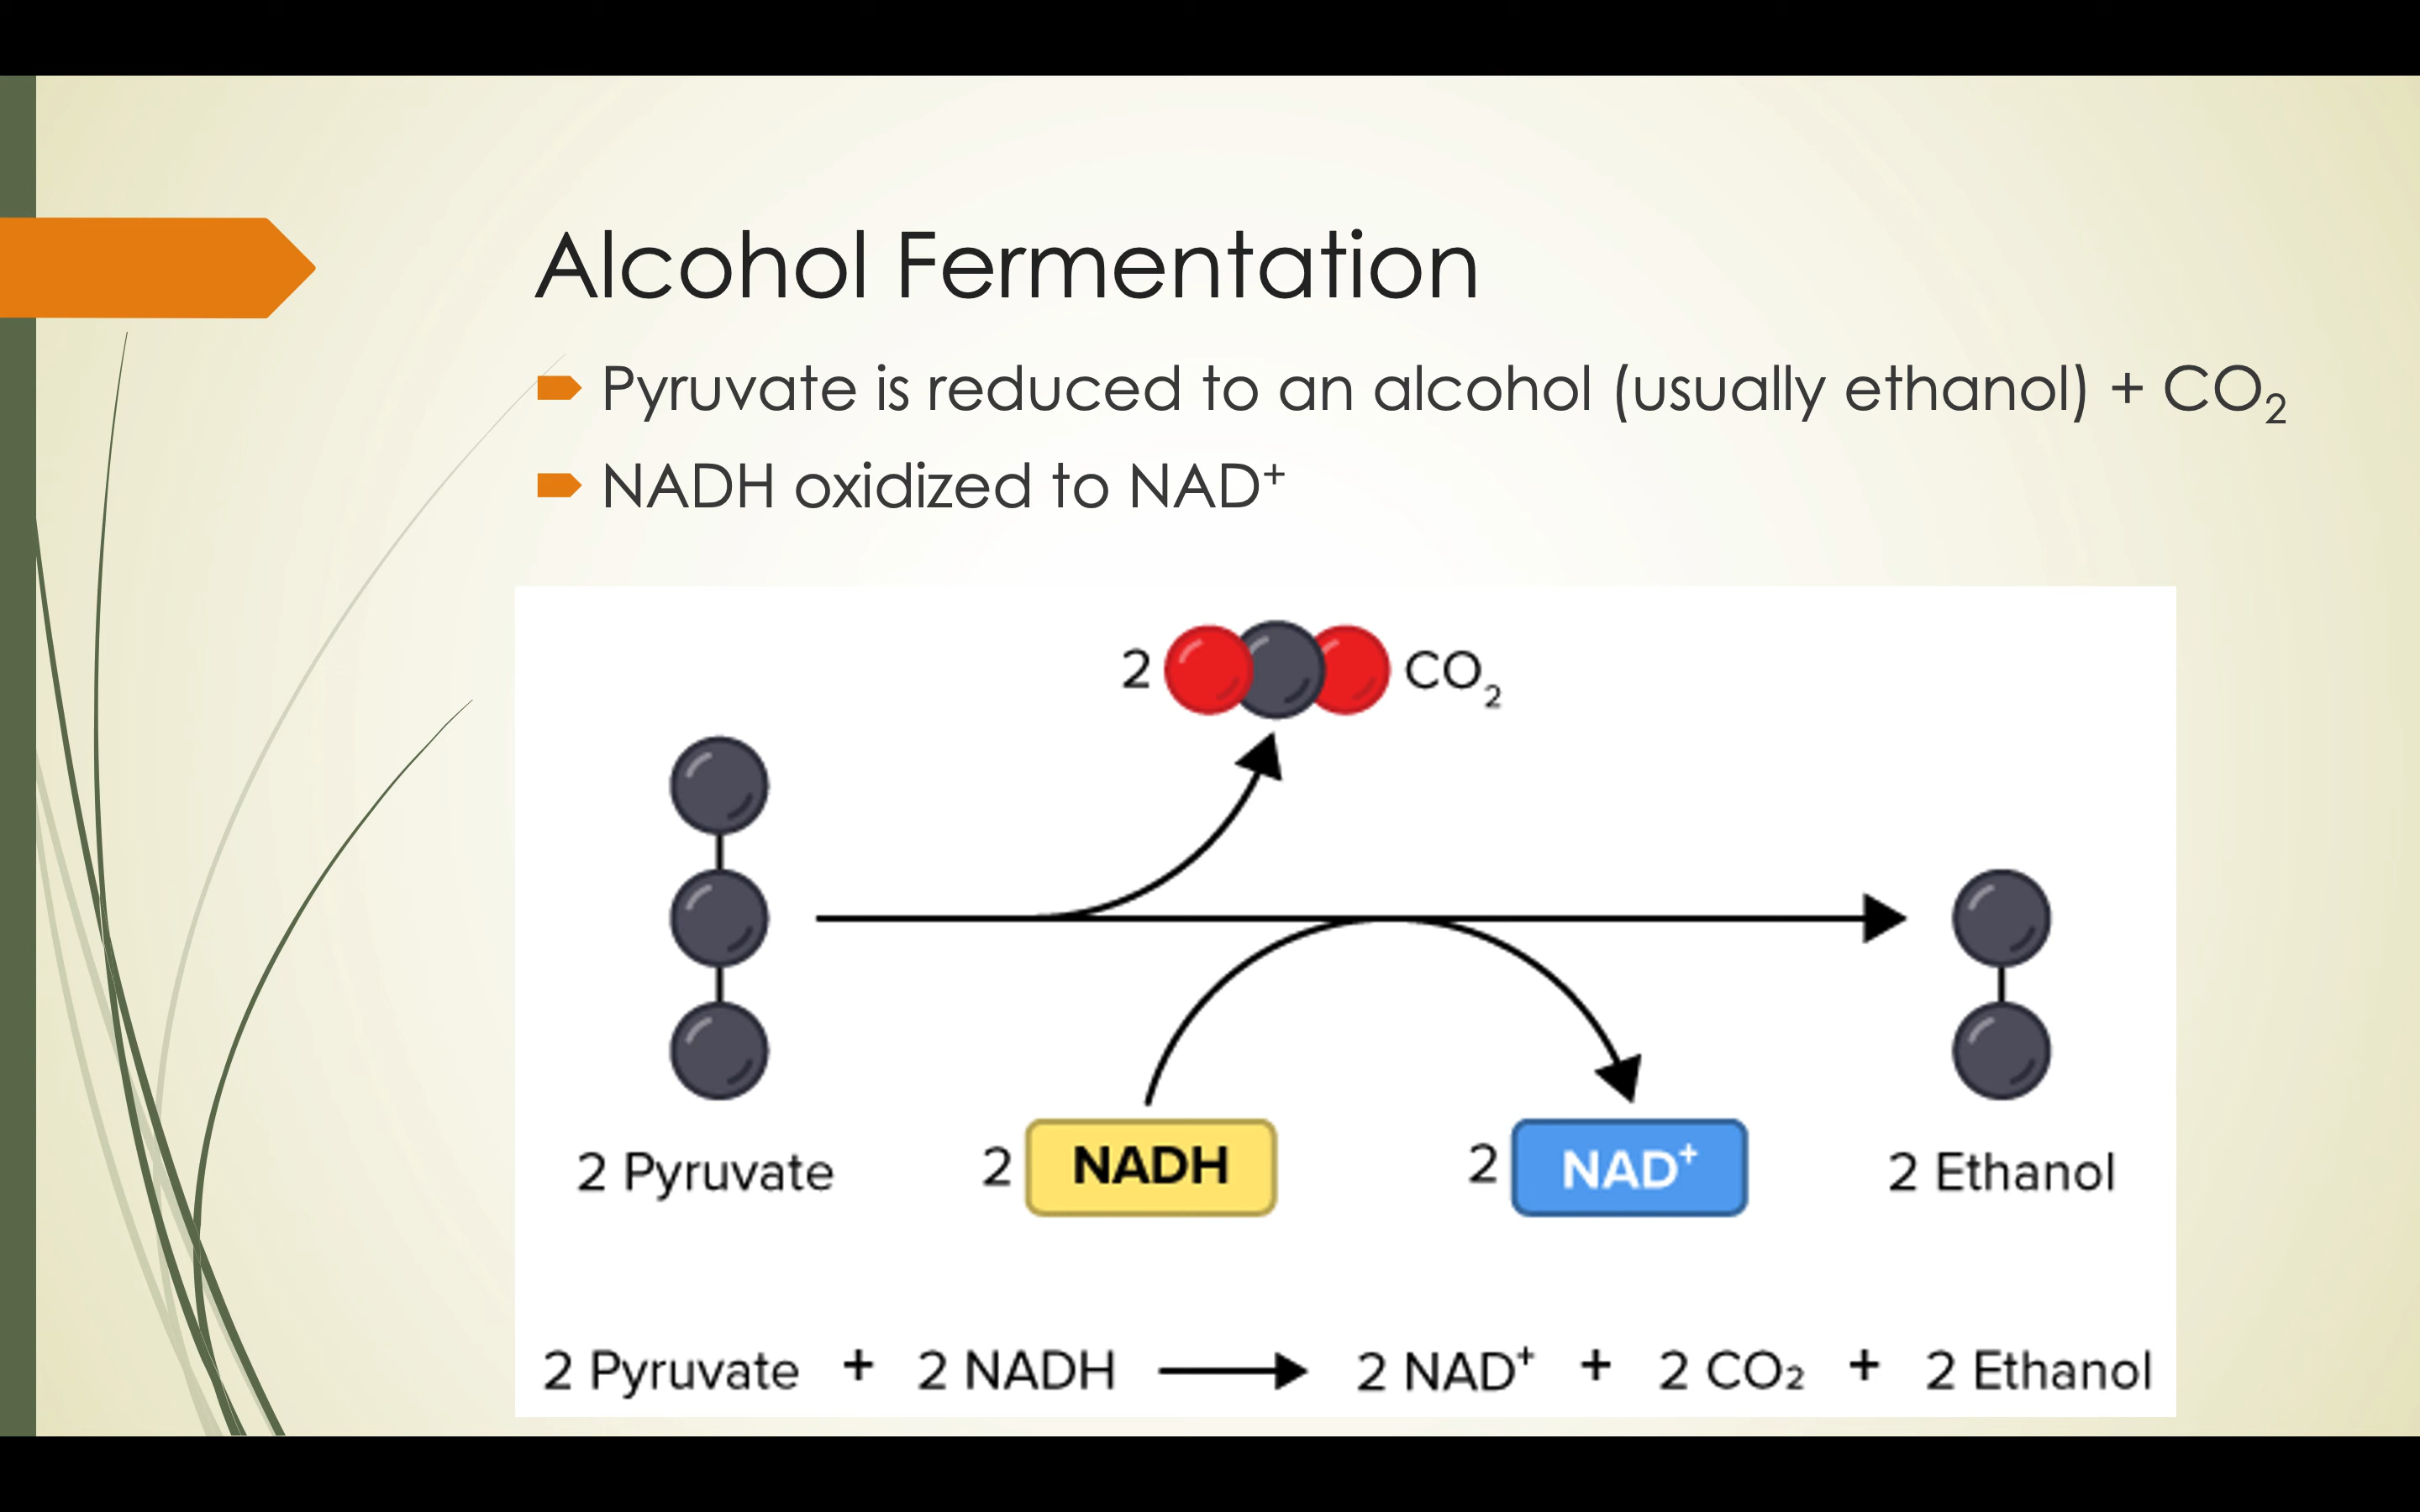 Alcohol Fermentation
Pyruvate is reduced to an alcohol (usually ethanol) + CO₂
NADH oxidized to NAD⁺
2 CO₂
2 Pyruvate
2 NADH
2 NAD⁺
2 Ethanol
2 Pyruvate + 2 NADH → 2 NAD⁺ + 2 CO₂ + 2 Ethanol